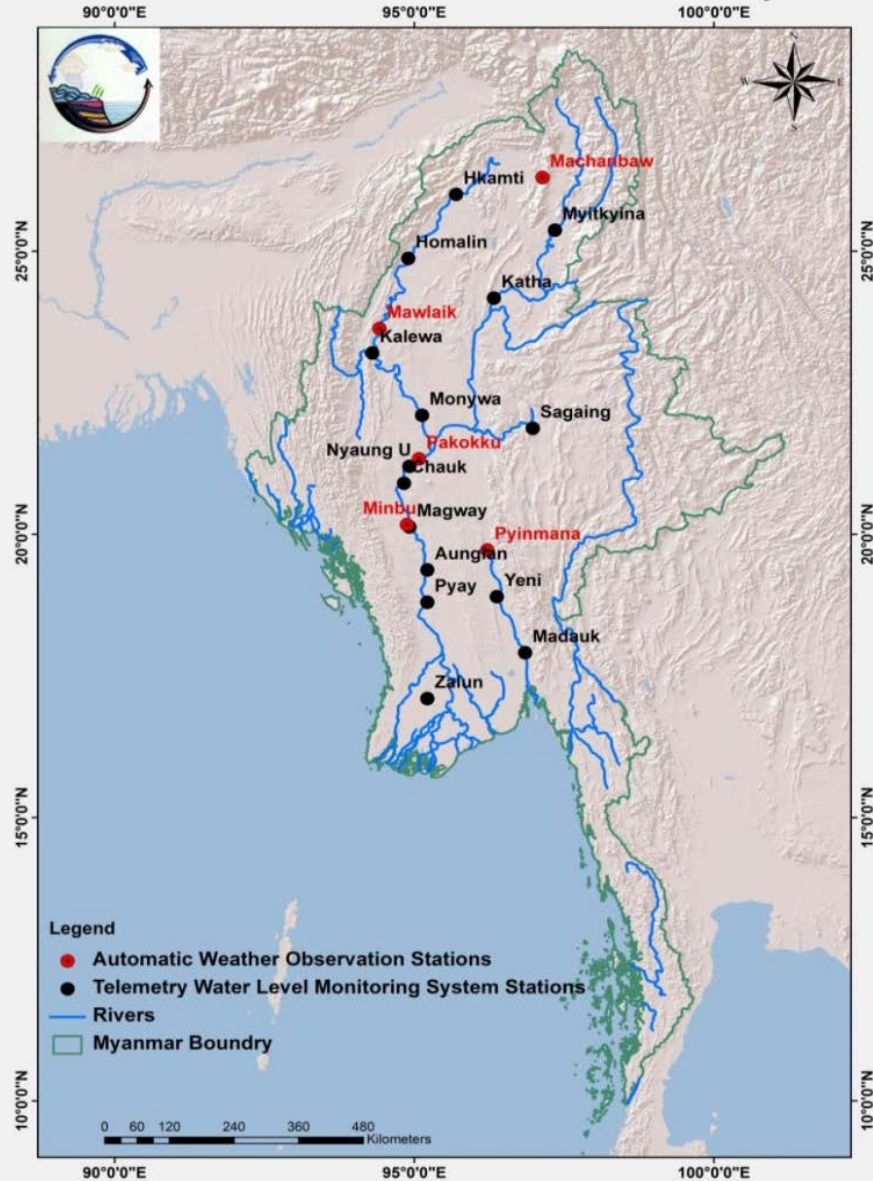 90°0'0"E 95°0'0"E 100°0'0"E
N
W E
S
Machanbaw
Hkamti
Myitkyina
25°0'0"N 25°0'0"N
Homalin
Katha
Mawlaik
Kalewa
Monywa
Sagaing
Nyaung U Pakokku
Chauk
Minbu Magway
20°0'0"N 20°0'0"N
Pyinmana
Aunglan
Yeni
Pyay
Madauk
Zalun
15°0'0"N 15°0'0"N
Legend
Automatic Weather Observation Stations
Telemetry Water Level Monitoring System Stations
Rivers
Myanmar Boundry
10°0'0"N 10°0'0"N
0 30 60 120 240 360 480
Kilometers
90°0'0"E 95°0'0"E 100°0'0"E